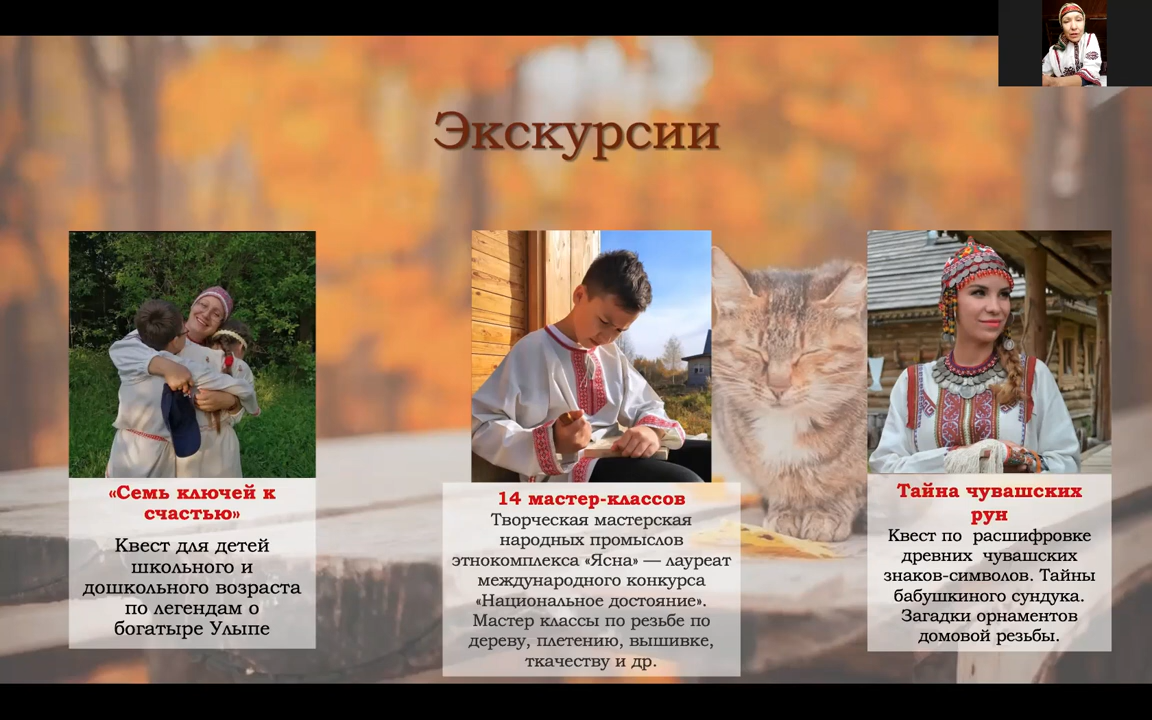 Экскурсии
«Семь ключей к
счастью»
Квест для детей
школьного и
дошкольного возраста
по легендам о
богатыре Улыпе
14 мастер-классов
Творческая мастерская
народных промыслов
этнокомплекса «Ясна» — лауреат
международного конкурса
«Национальное достояние».
Мастер классы по резьбе по
дереву, плетению, вышивке,
ткачеству и др.
Тайна чувашских
рун
Квест по расшифровке
древних чувашских
знаков-символов. Тайны
бабушкиного сундука.
Загадки орнаментов
домовой резьбы.